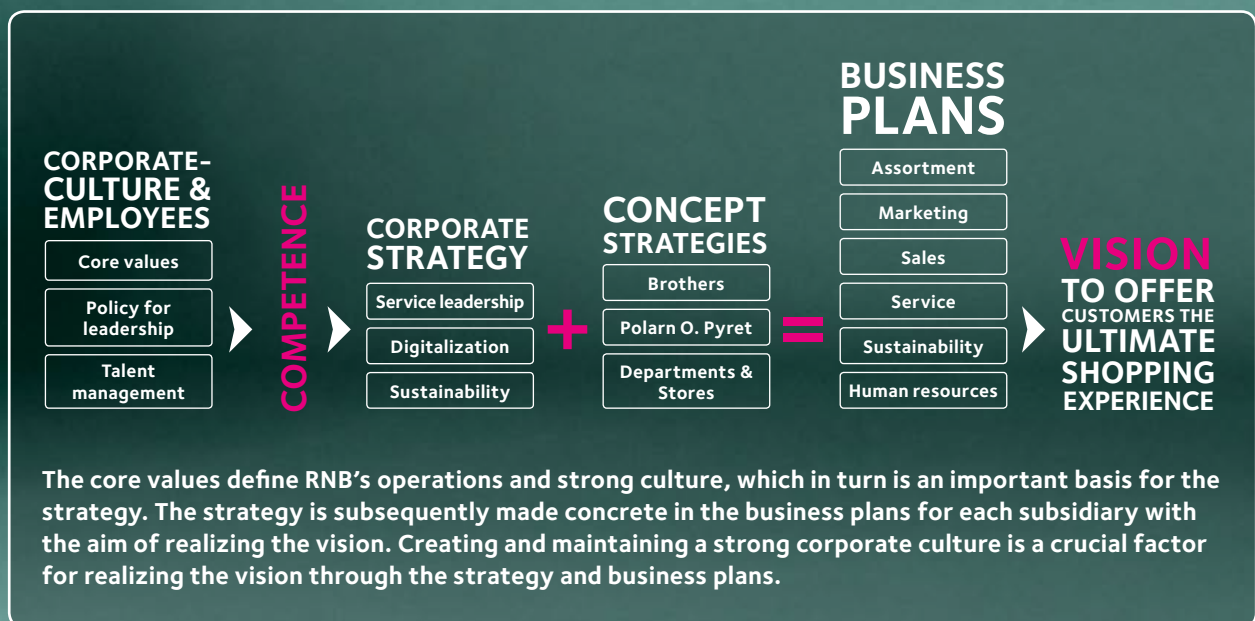 CORPORATE-
CULTURE &
EMPLOYEES
Core values
Policy for
leadership
Talent
management
COMPETENCE
CORPORATE
STRATEGY
Service leadership
Digitalization
Sustainability
+
CONCEPT
STRATEGIES
Brothers
Polarn O. Pyret
Departments &
Stores
=
BUSINESS
PLANS
Assortment
Marketing
Sales
Service
Sustainability
Human resources
VISION
TO OFFER
CUSTOMERS THE
ULTIMATE
SHOPPING
EXPERIENCE
The core values define RNB's operations and strong culture, which in turn is an important basis for the
strategy. The strategy is subsequently made concrete in the business plans for each subsidiary with
the aim of realizing the vision. Creating and maintaining a strong corporate culture is a crucial factor
for realizing the vision through the strategy and business plans.